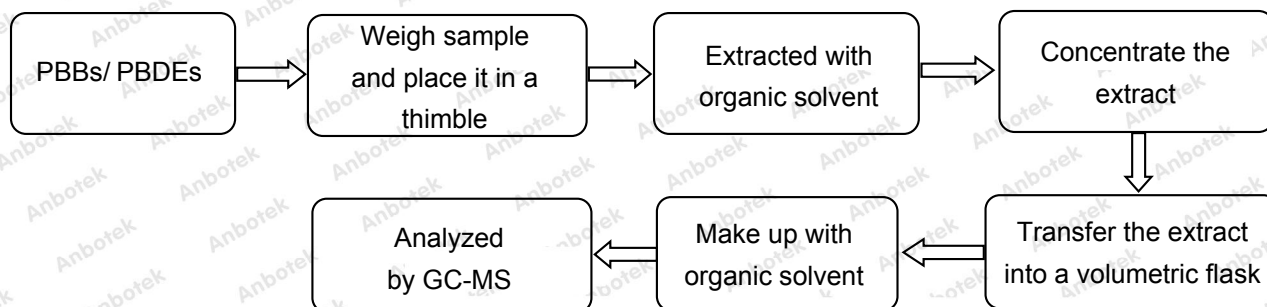 PBBs/ PBDEs
Weigh sample
and place it in a
thimble
Extracted with
organic solvent
Concentrate the
extract
Transfer the extract
into a volumetric flask
Make up with
organic solvent
Analyzed
by GC-MS
Anbotek